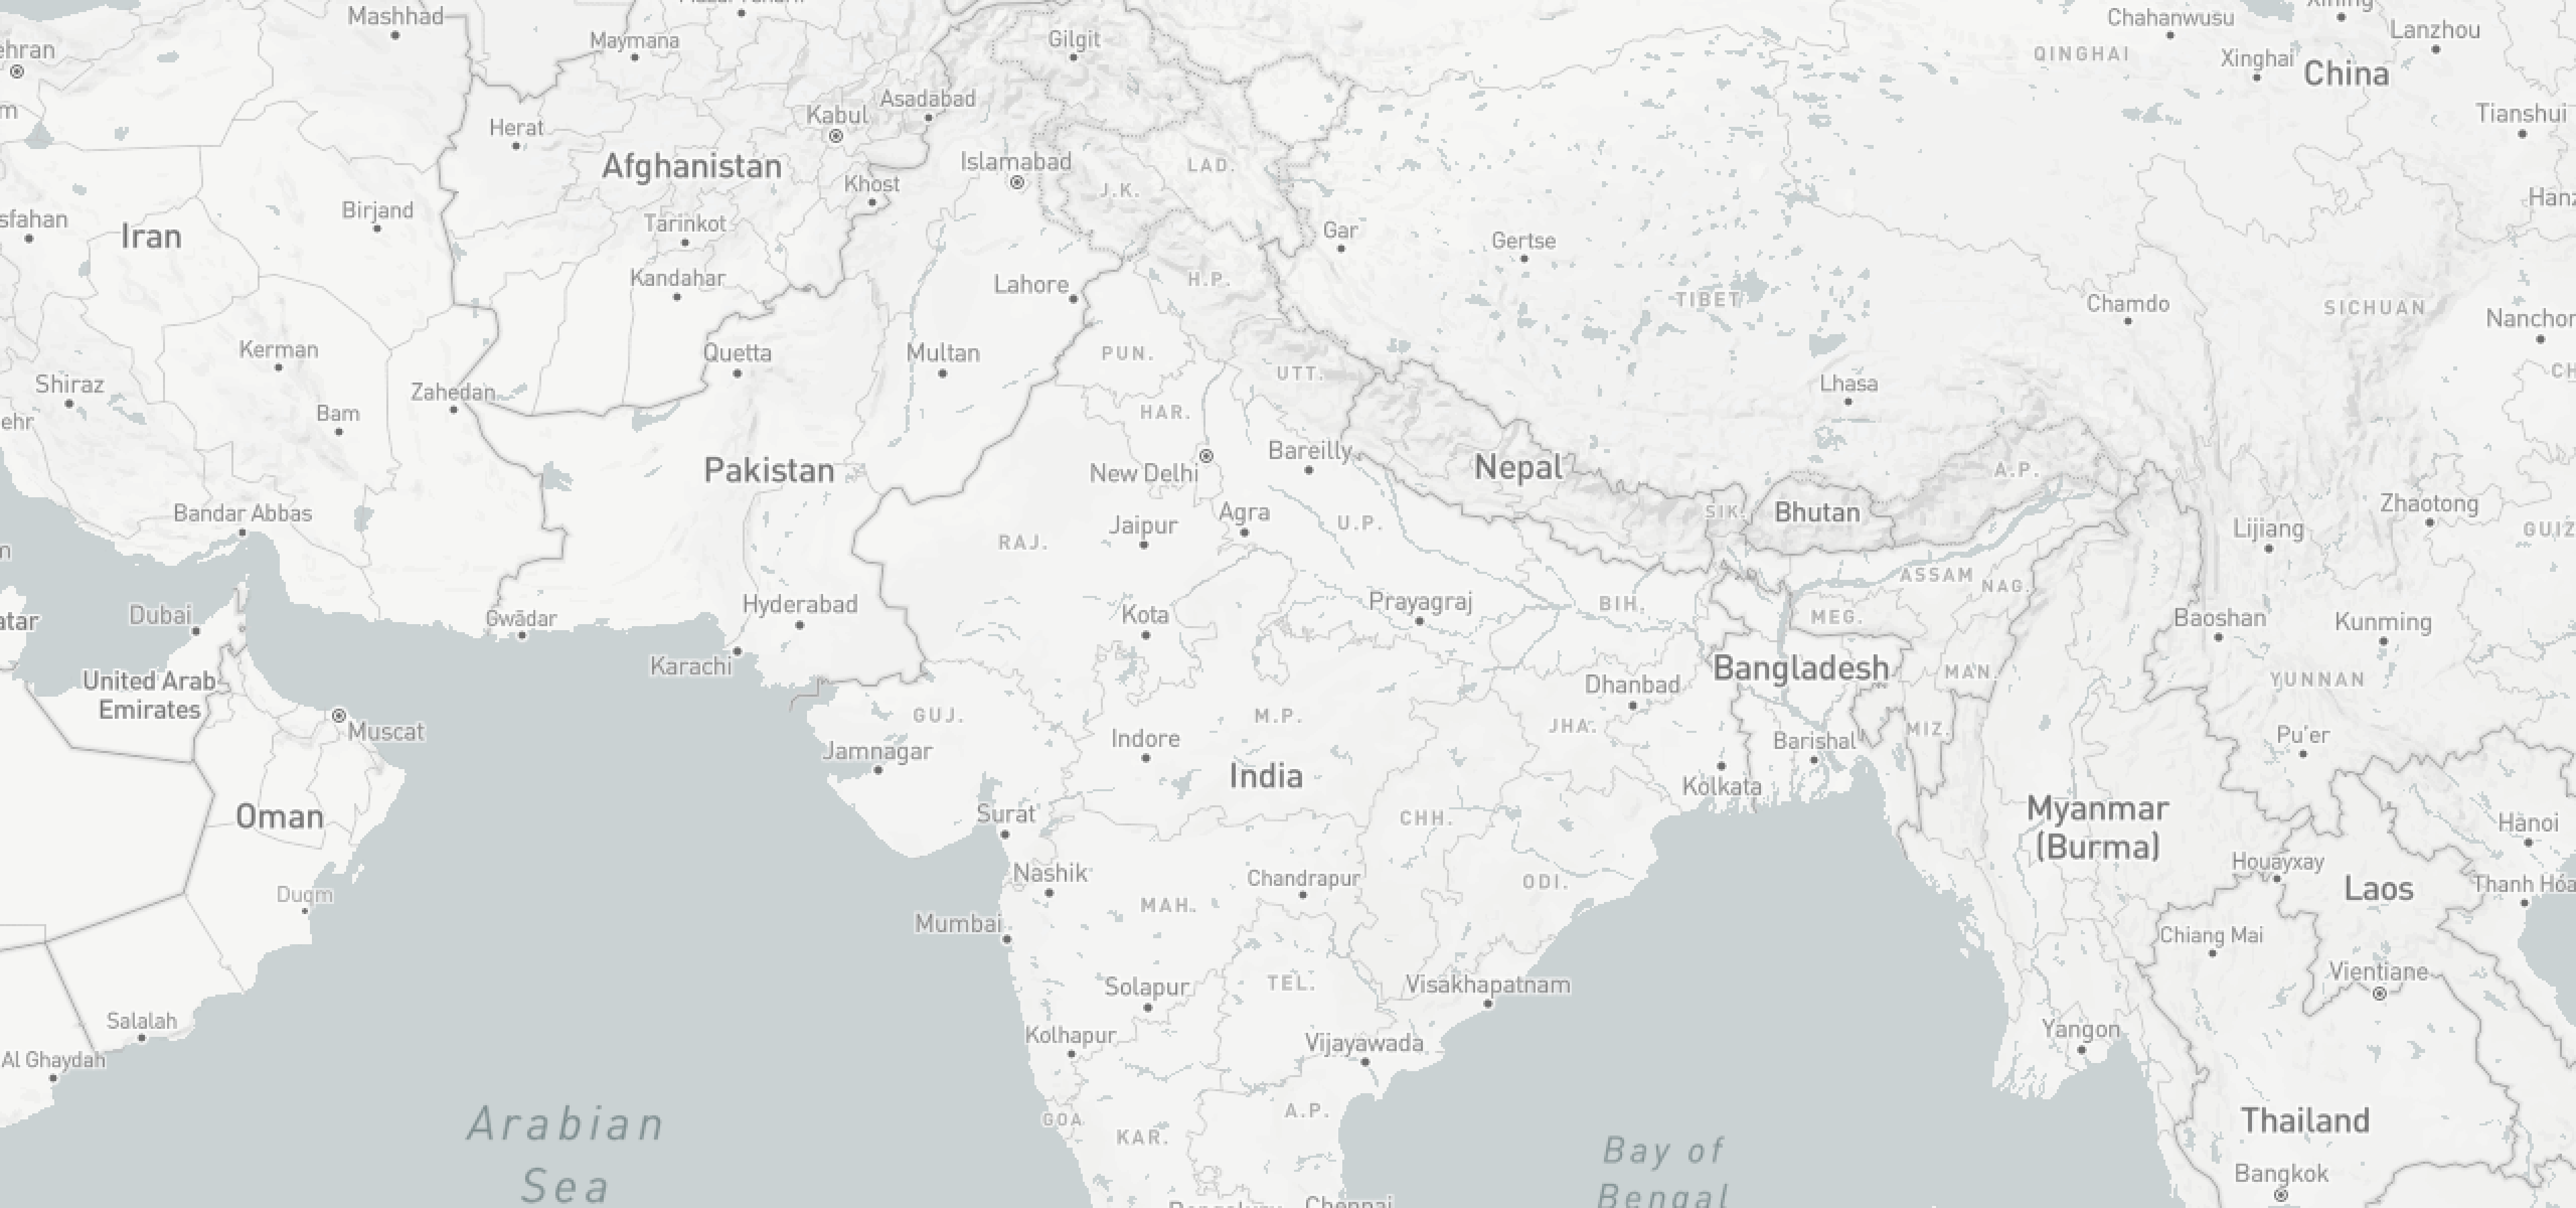 Mashhad
Maymana
Gilgit
Chahanwusu
Lanzhou
QINGHAI
Xinghai
China
Asadabad
Kabul
Herat
Tianshui
Afghanistan
Islamabad
LAD.
Khost
J.K.
Birjand
Tarinkot
Iran
Gar
Gertse
Kandahar
Lahore
H.P.
TIBET
Chamdo
SICHUAN
Kerman
Quetta
Multan
PUN.
UTT.
Shiraz
Zahedan
Lhasa
Bam
HAR.
Bareilly
New Delhi
Pakistan
Nepal
A.P.
Bandar Abbas
Jaipur
Agra
U.P.
SIK.
Bhutan
Zhaotong
Lijiang
RAJ.
ASSAM
NAG.
Dubai
Gwādar
Hyderabad
Kota
Prayagraj
BIH.
MEG.
Baoshan
Kunming
Karachi
Bangladesh
MAN.
YUNNAN
United Arab
Emirates
Dhanbad
Muscat
GUJ.
M.P.
JHA.
MIZ.
Jamnagar
Indore
Barishal
Pu'er
India
Kolkata
Oman
Surat
CHH.
Myanmar
(Burma)
Hanoi
Nashik
Chandrapur
ODI.
Houayxay
Laos
Duqm
MAH.
Mumbai
Chiang Mai
Solapur
TEL.
Visakhapatnam
Vientiane
Salalah
Kolhapur
Vijayawada
Yangon
Al Ghaydah
GOA
KAR.
A.P.
Arabian
Sea
Bay of
Bengal
Thailand
Bangkok